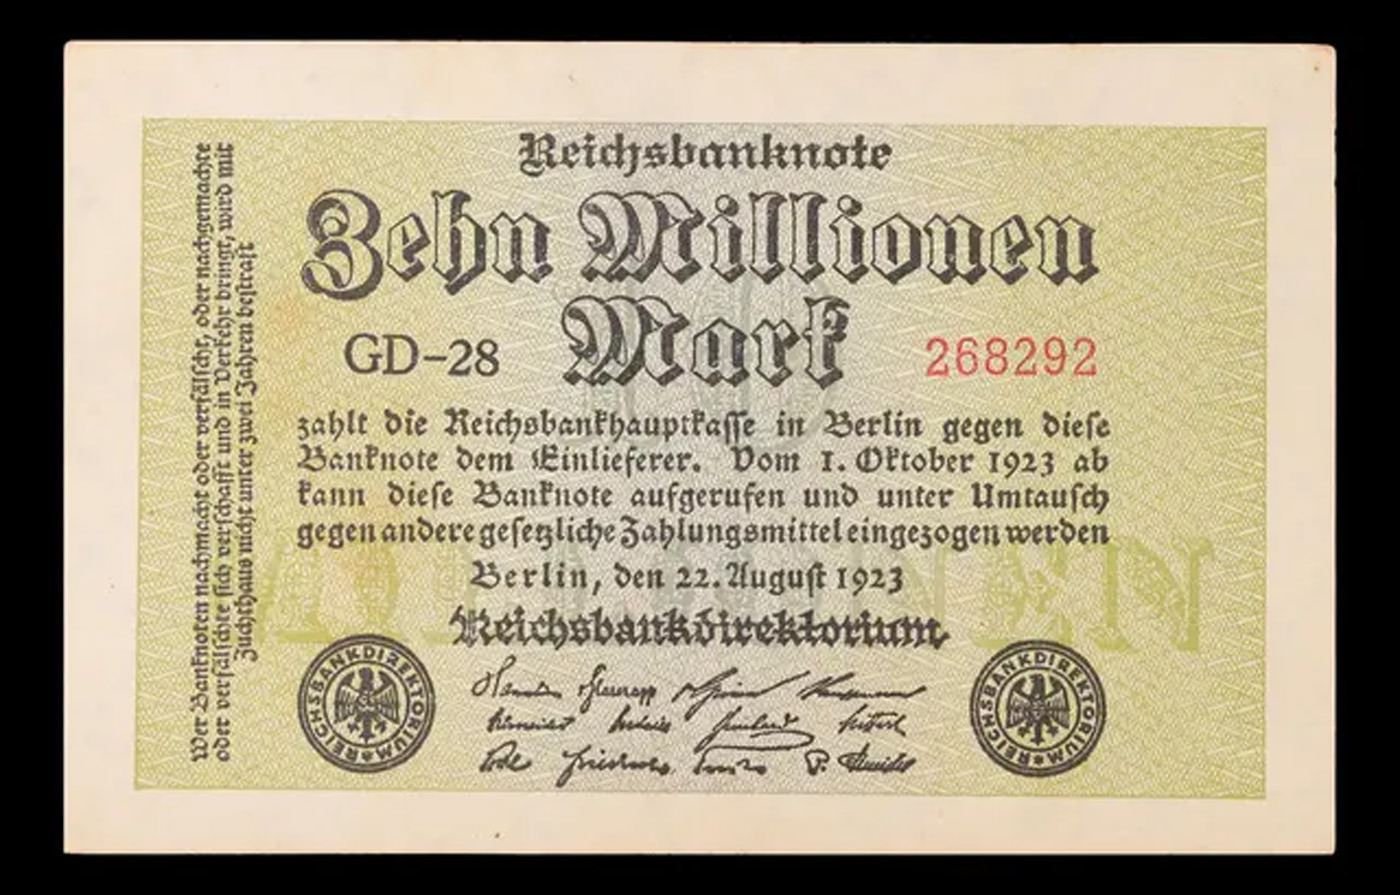 Reichsbanknote
Zehn Millionen
Mark
GD-28
268292
zahlt die Reichsbankhauptkasse in Berlin gegen diese
Banknote dem Einlieferer. Vom 1. Oktober 1923 ab
kann diese Banknote aufgerufen und unter Umtausch
gegen andere gesetzliche Zahlungsmittel eingezogen werden
Berlin, den 22. August 1923
Reichsbankdirektorium
REICHSBANKDIREKTORIUM
REICHSBANKDIREKTORIUM
Wer Banknoten nachmacht oder verfälscht, oder nachgemachte
oder verfälschte sich verschafft und in Verkehr bringt, wird mit
Zuchthaus nicht unter zwei Jahren bestraft